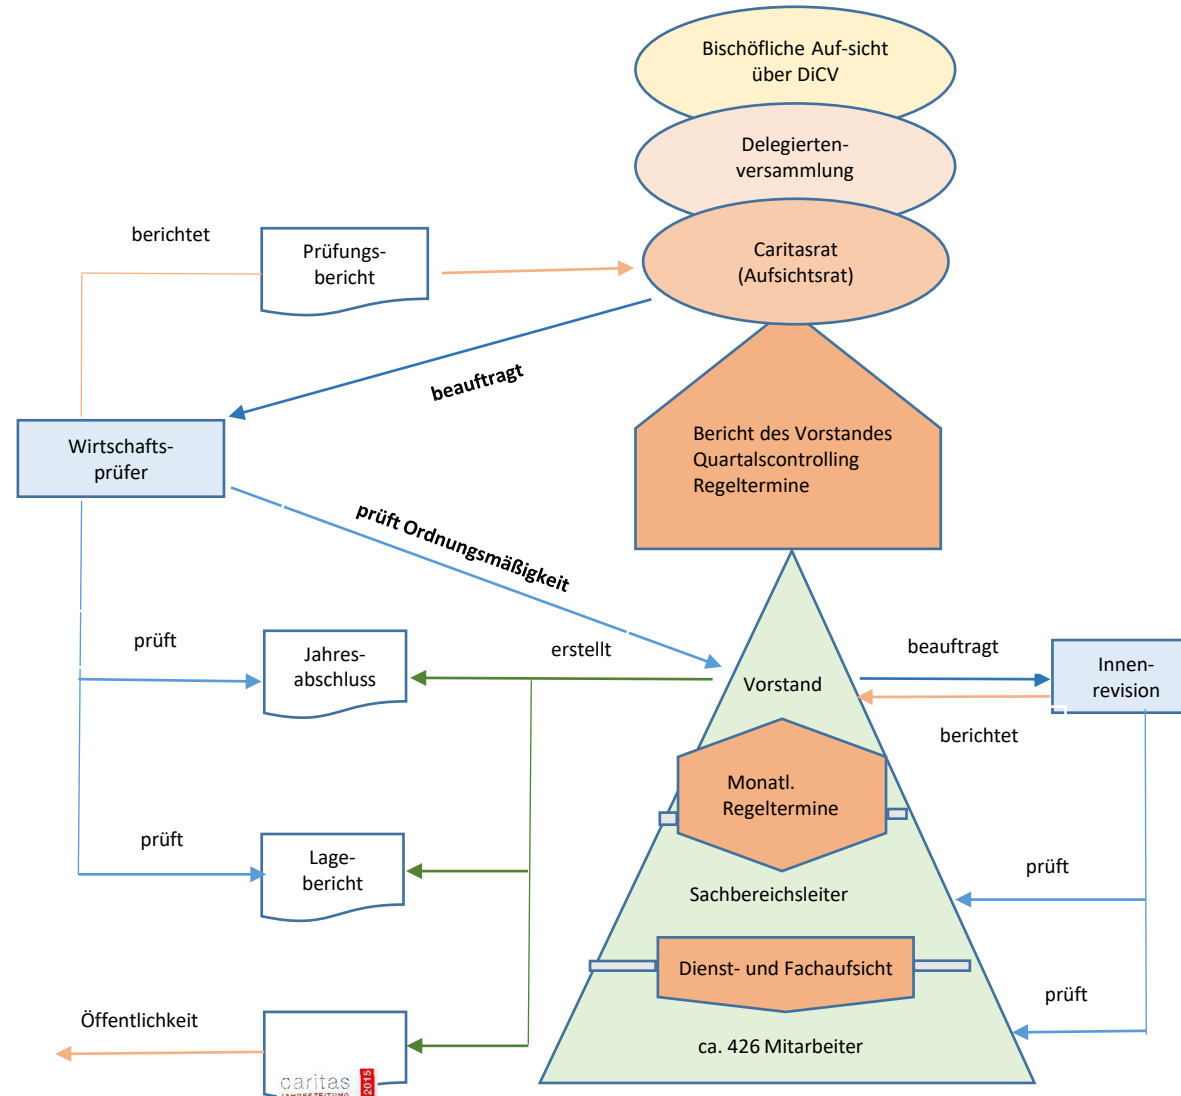 Bischöfliche Auf-sicht
über DiCV
Delegierten-
versammlung
Caritasrat
(Aufsichtsrat)
berichtet
Prüfungs-
bericht
beauftragt
Wirtschafts-
prüfer
Bericht des Vorstandes
Quartalscontrolling
Regeltermine
prüft Ordnungsmäßigkeit
prüft
Jahres-
abschluss
erstellt
Vorstand
beauftragt
Innen-
revision
berichtet
Monatl.
Regeltermine
prüft
Lage-
bericht
Sachbereichsleiter
prüft
Dienst- und Fachaufsicht
prüft
Öffentlichkeit
ca. 426 Mitarbeiter
caritas
JAHRESZEITUNG
2015